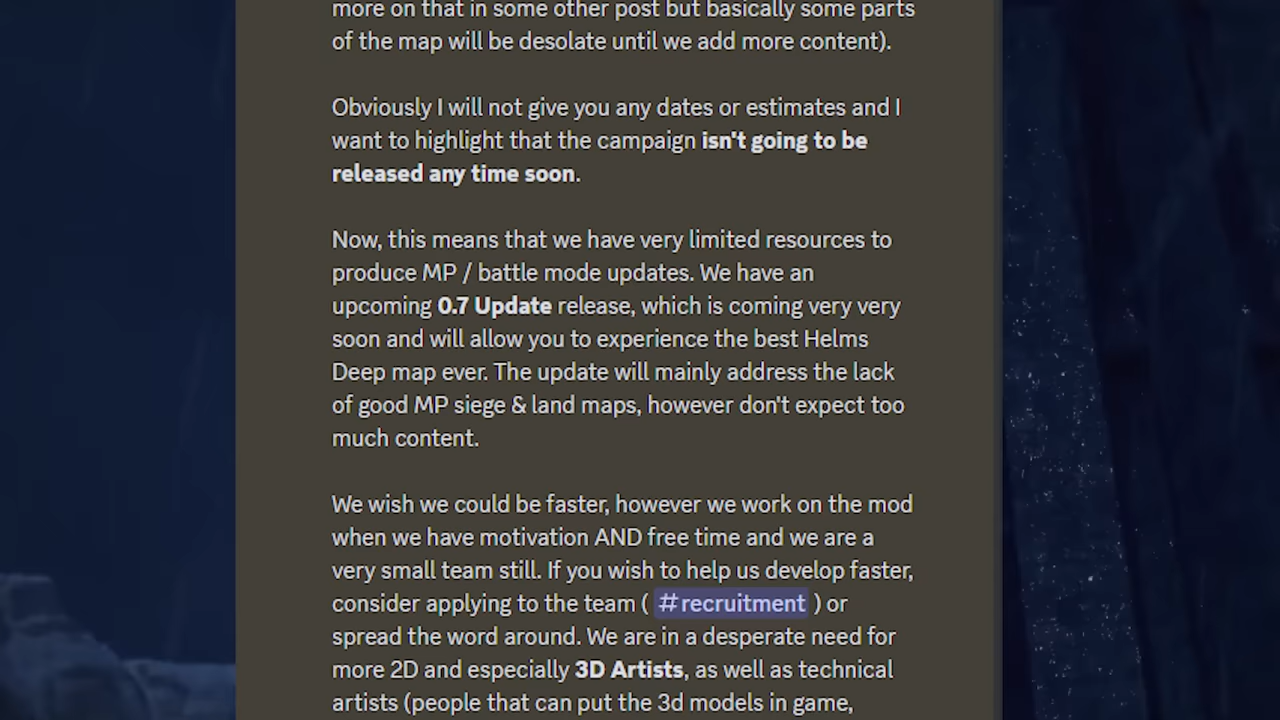 more on that in some other post but basically some parts
of the map will be desolate until we add more content).
Obviously I will not give you any dates or estimates and I
want to highlight that the campaign isn't going to be
released any time soon.
Now, this means that we have very limited resources to
produce MP / battle mode updates. We have an
upcoming 0.7 Update release, which is coming very very
soon and will allow you to experience the best Helms
Deep map ever. The update will mainly address the lack
of good MP siege & land maps, however don't expect too
much content.
We wish we could be faster, however we work on the mod
when we have motivation AND free time and we are a
very small team still. If you wish to help us develop faster,
consider applying to the team ( #recruitment ) or
spread the word around. We are in a desperate need for
more 2D and especially 3D Artists, as well as technical
artists (people that can put the 3d models in game,